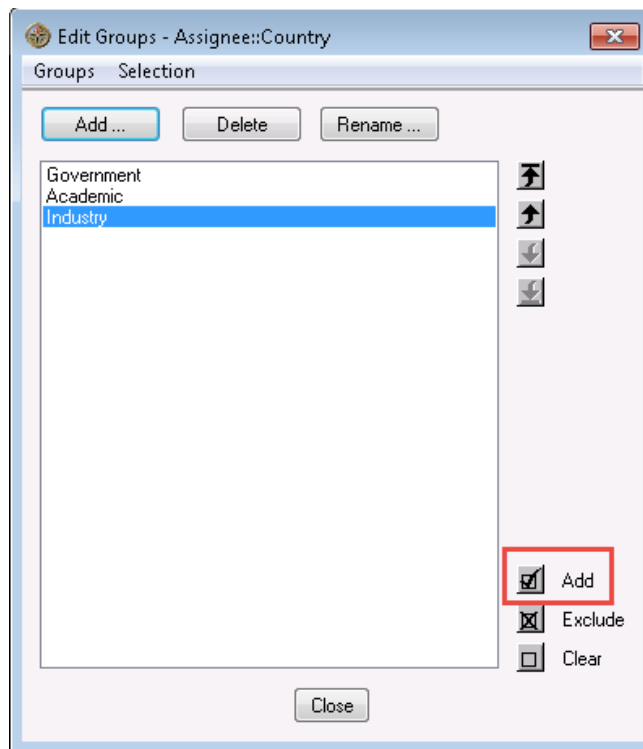 Edit Groups - Assignee::Country
Groups Selection
Add ... Delete Rename ...
Government
Academic
Industry
Add
Exclude
Clear
Close